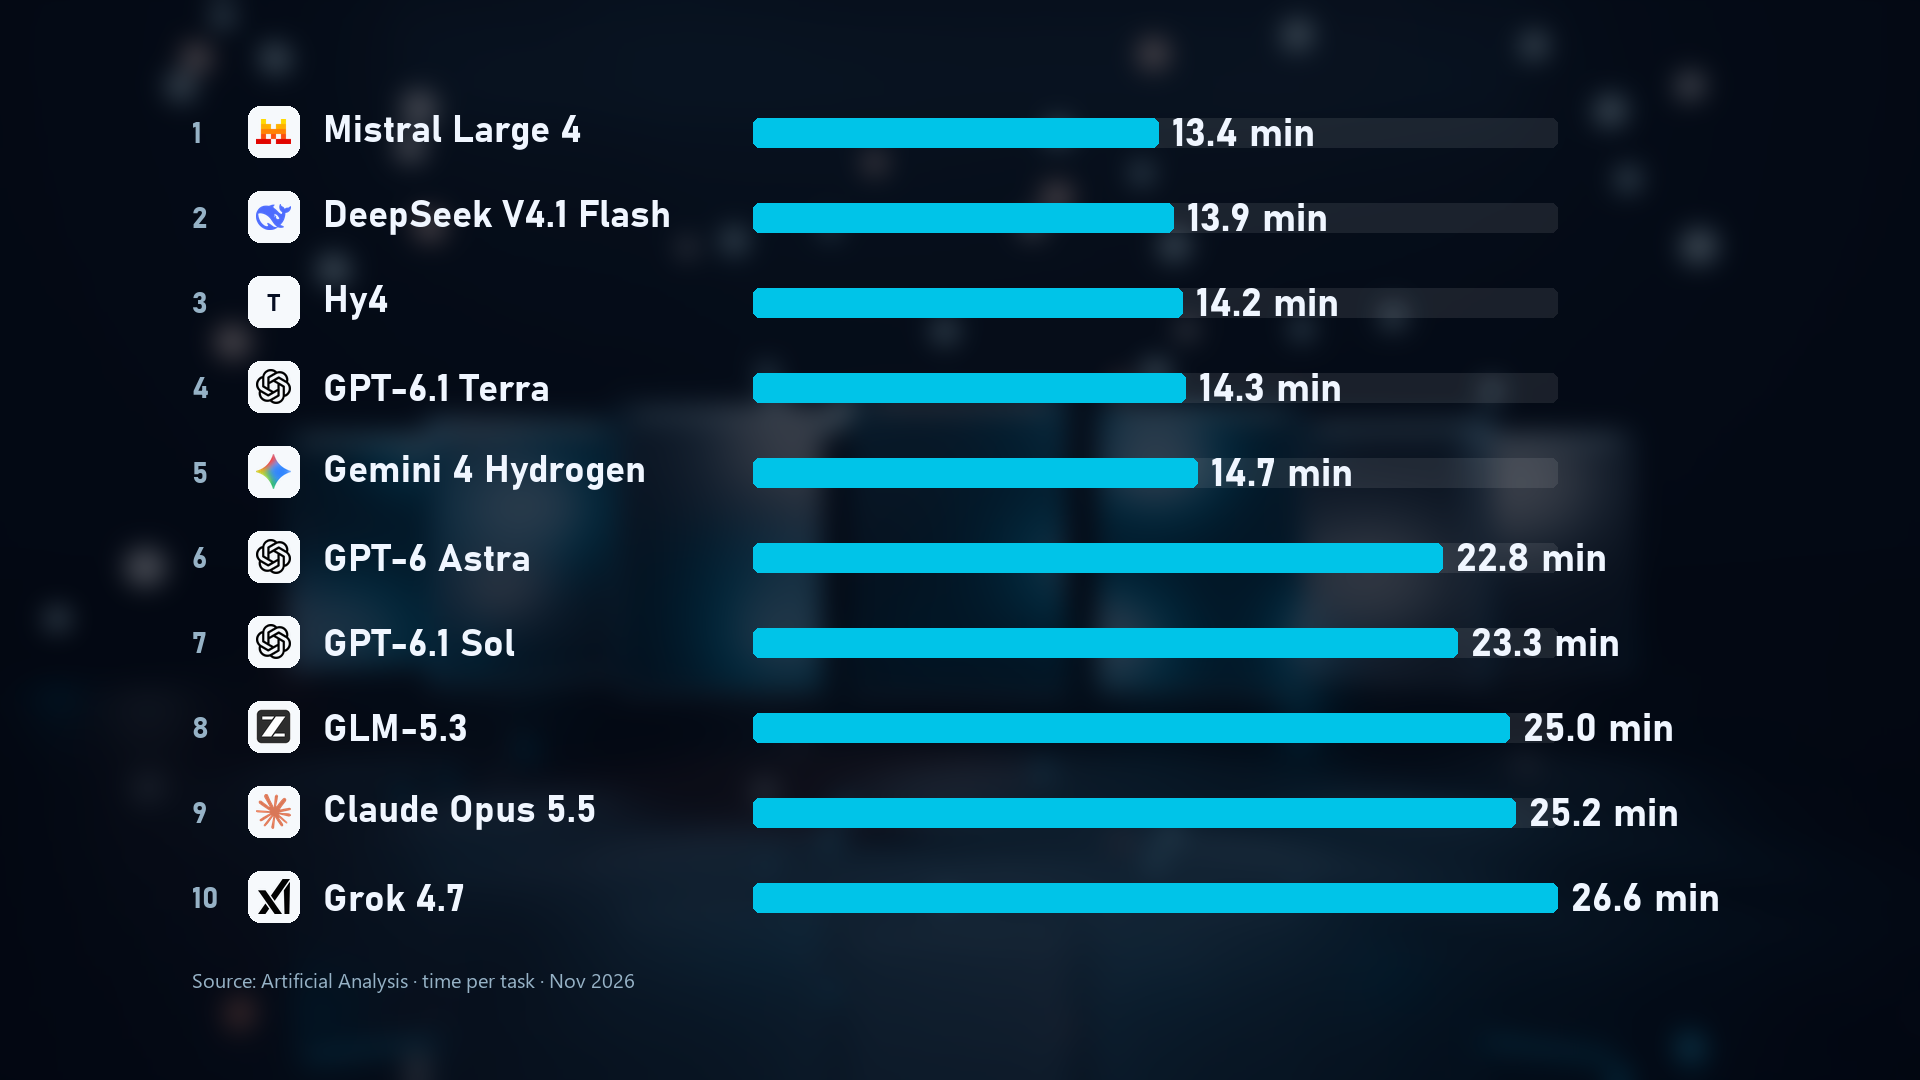 1 Mistral Large 4 13.4 min
2 DeepSeek V4.1 Flash 13.9 min
3 T Hy4 14.2 min
4 GPT-6.1 Terra 14.3 min
5 Gemini 4 Hydrogen 14.7 min
6 GPT-6 Astra 22.8 min
7 GPT-6.1 Sol 23.3 min
8 GLM-5.3 25.0 min
9 Claude Opus 5.5 25.2 min
10 Grok 4.7 26.6 min
Source: Artificial Analysis · time per task · Nov 2026